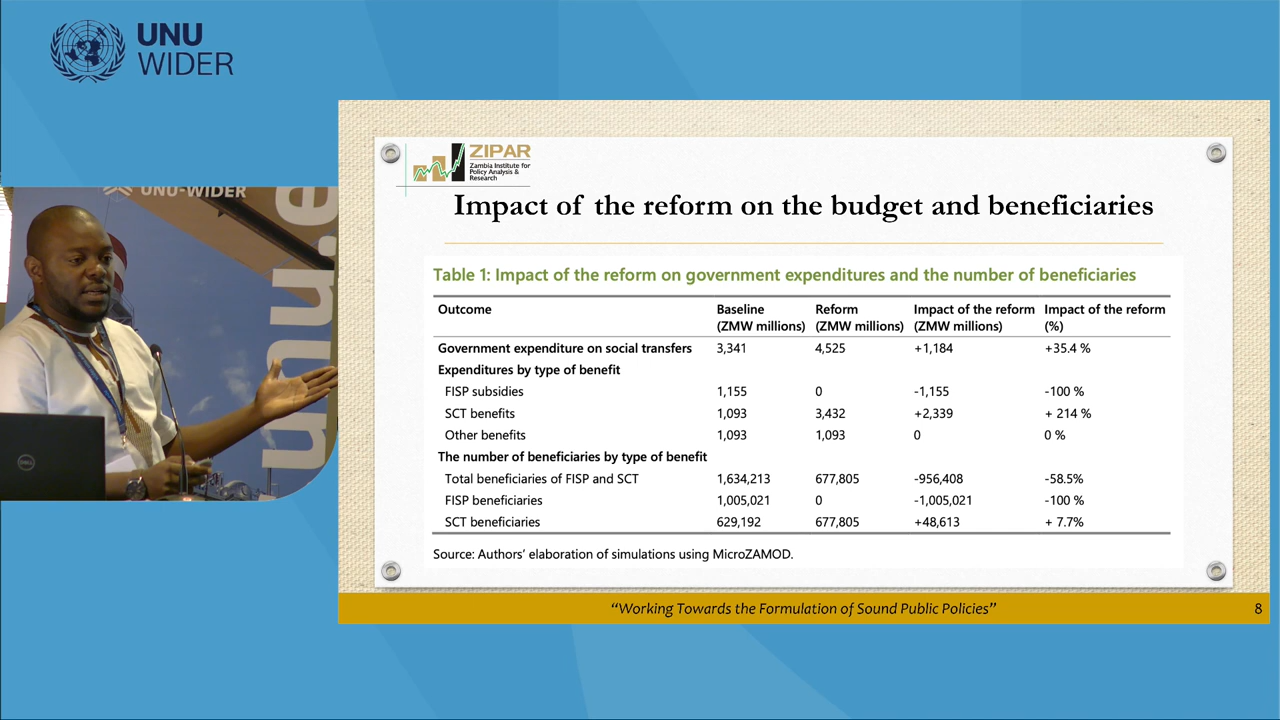 UNU
WIDER
UNU-WIDER
unu.e
DELL
ZIPAR
Zambia Institute for
Policy Analysis &
Research
Impact of the reform on the budget and beneficiaries
Table 1: Impact of the reform on government expenditures and the number of beneficiaries
Outcome Baseline (ZMW millions) Reform (ZMW millions) Impact of the reform (ZMW millions) Impact of the reform (%)
Government expenditure on social transfers 3,341 4,525 +1,184 +35.4 %
Expenditures by type of benefit
FISP subsidies 1,155 0 -1,155 -100 %
SCT benefits 1,093 3,432 +2,339 + 214 %
Other benefits 1,093 1,093 0 0 %
The number of beneficiaries by type of benefit
Total beneficiaries of FISP and SCT 1,634,213 677,805 -956,408 -58.5%
FISP beneficiaries 1,005,021 0 -1,005,021 -100 %
SCT beneficiaries 629,192 677,805 +48,613 + 7.7%
Source: Authors' elaboration of simulations using MicroZAMOD.
“Working Towards the Formulation of Sound Public Policies”
8